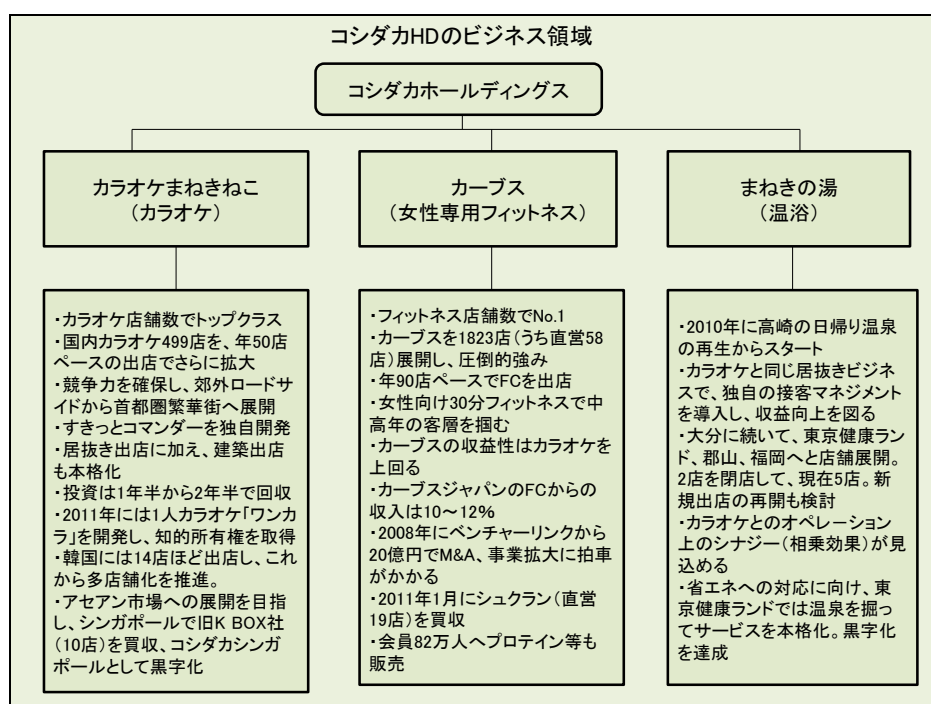 コシダカHDのビジネス領域
コシダカホールディングス
カラオケまねきねこ
（カラオケ）
カーブス
（女性専用フィットネス）
まねきの湯
（温浴）
・カラオケ店舗数でトップクラス
・国内カラオケ499店を、年50店
ペースの出店でさらに拡大
・競争力を確保し、郊外ロードサ
イドから首都圏繁華街へ展開
・すきっとコマンダーを独自開発
・居抜き出店に加え、建築出店
も本格化
・投資は1年半から2年半で回収
・2011年には1人カラオケ「ワンカ
ラ」を開発し、知的所有権を取得
・韓国には14店ほど出店し、これ
から多店舗化を推進。
・アセアン市場への展開を目指
し、シンガポールで旧K BOX社
（10店）を買収、コシダカシンガ
ポールとして黒字化
・フィットネス店舗数でNo.1
・カーブスを1823店（うち直営58
店）展開し、圧倒的強み
・年90店ペースでFCを出店
・女性向け30分フィットネスで中
高年の客層を掴む
・カーブスの収益性はカラオケを
上回る
・カーブスジャパンのFCからの
収入は10～12%
・2008年にベンチャーリンクから
20億円でM&A、事業拡大に拍車
がかかる
・2011年1月にシュクラン（直営
19店）を買収
・会員82万人へプロテイン等も
販売
・2010年に高崎の日帰り温泉
の再生からスタート
・カラオケと同じ居抜きビジネ
スで、独自の接客マネジメント
を導入し、収益向上を図る
・大分に続いて、東京健康ラン
ド、郡山、福岡へと店舗展開。
2店を閉店して、現在5店。新
規出店の再開も検討
・カラオケとのオペレーション
上のシナジー（相乗効果）が見
込める
・省エネへの対応に向け、東
京健康ランドでは温泉を掘っ
てサービスを本格化。黒字化
を達成